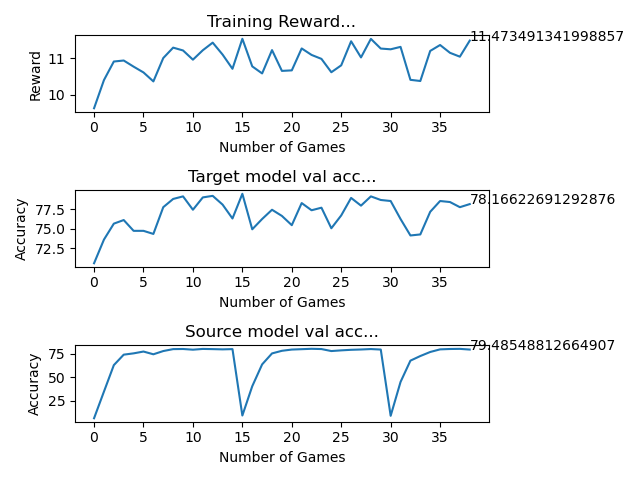 Training Reward...
11.473491341998857
11
10
Reward
0 5 10 15 20 25 30 35
Number of Games
Target model val acc...
78.16622691292876
77.5
75.0
72.5
Accuracy
0 5 10 15 20 25 30 35
Number of Games
Source model val acc...
79.48548812664907
75
50
25
Accuracy
0 5 10 15 20 25 30 35
Number of Games